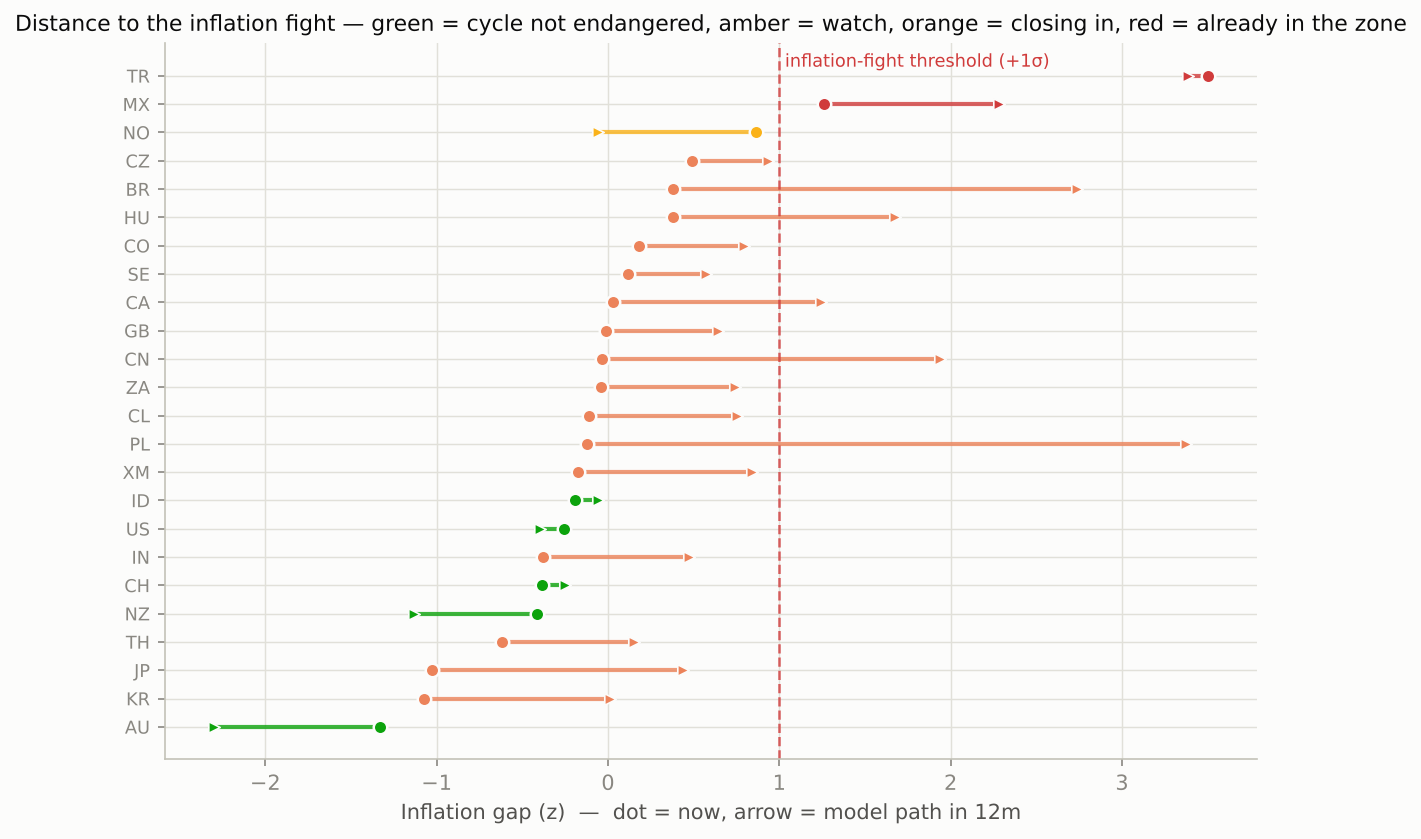 Distance to the inflation fight — green = cycle not endangered, amber = watch, orange = closing in, red = already in the zone
inflation-fight threshold (+1σ)
TR
MX
NO
CZ
BR
HU
CO
SE
CA
GB
CN
ZA
CL
PL
XM
ID
US
IN
CH
NZ
TH
JP
KR
AU
−2 −1 0 1 2 3
Inflation gap (z) — dot = now, arrow = model path in 12m